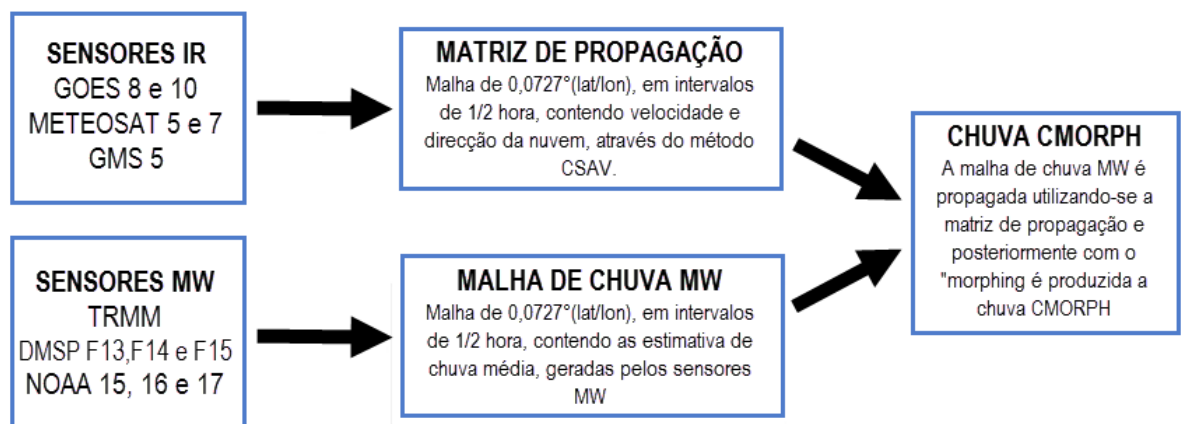 SENSORES IR
GOES 8 e 10
METEOSAT 5 e 7
GMS 5
MATRIZ DE PROPAGAÇÃO
Malha de 0,0727°(lat/lon), em intervalos
de 1/2 hora, contendo velocidade e
direcção da nuvem, através do método
CSAV.
SENSORES MW
TRMM
DMSP F13,F14 e F15
NOAA 15, 16 e 17
MALHA DE CHUVA MW
Malha de 0,0727°(lat/lon), em intervalos
de 1/2 hora, contendo as estimativa de
chuva média, geradas pelos sensores
MW
CHUVA CMORPH
A malha de chuva MW é
propagada utilizando-se a
matriz de propagação e
posteriormente com o
"morphing é produzida a
chuva CMORPH